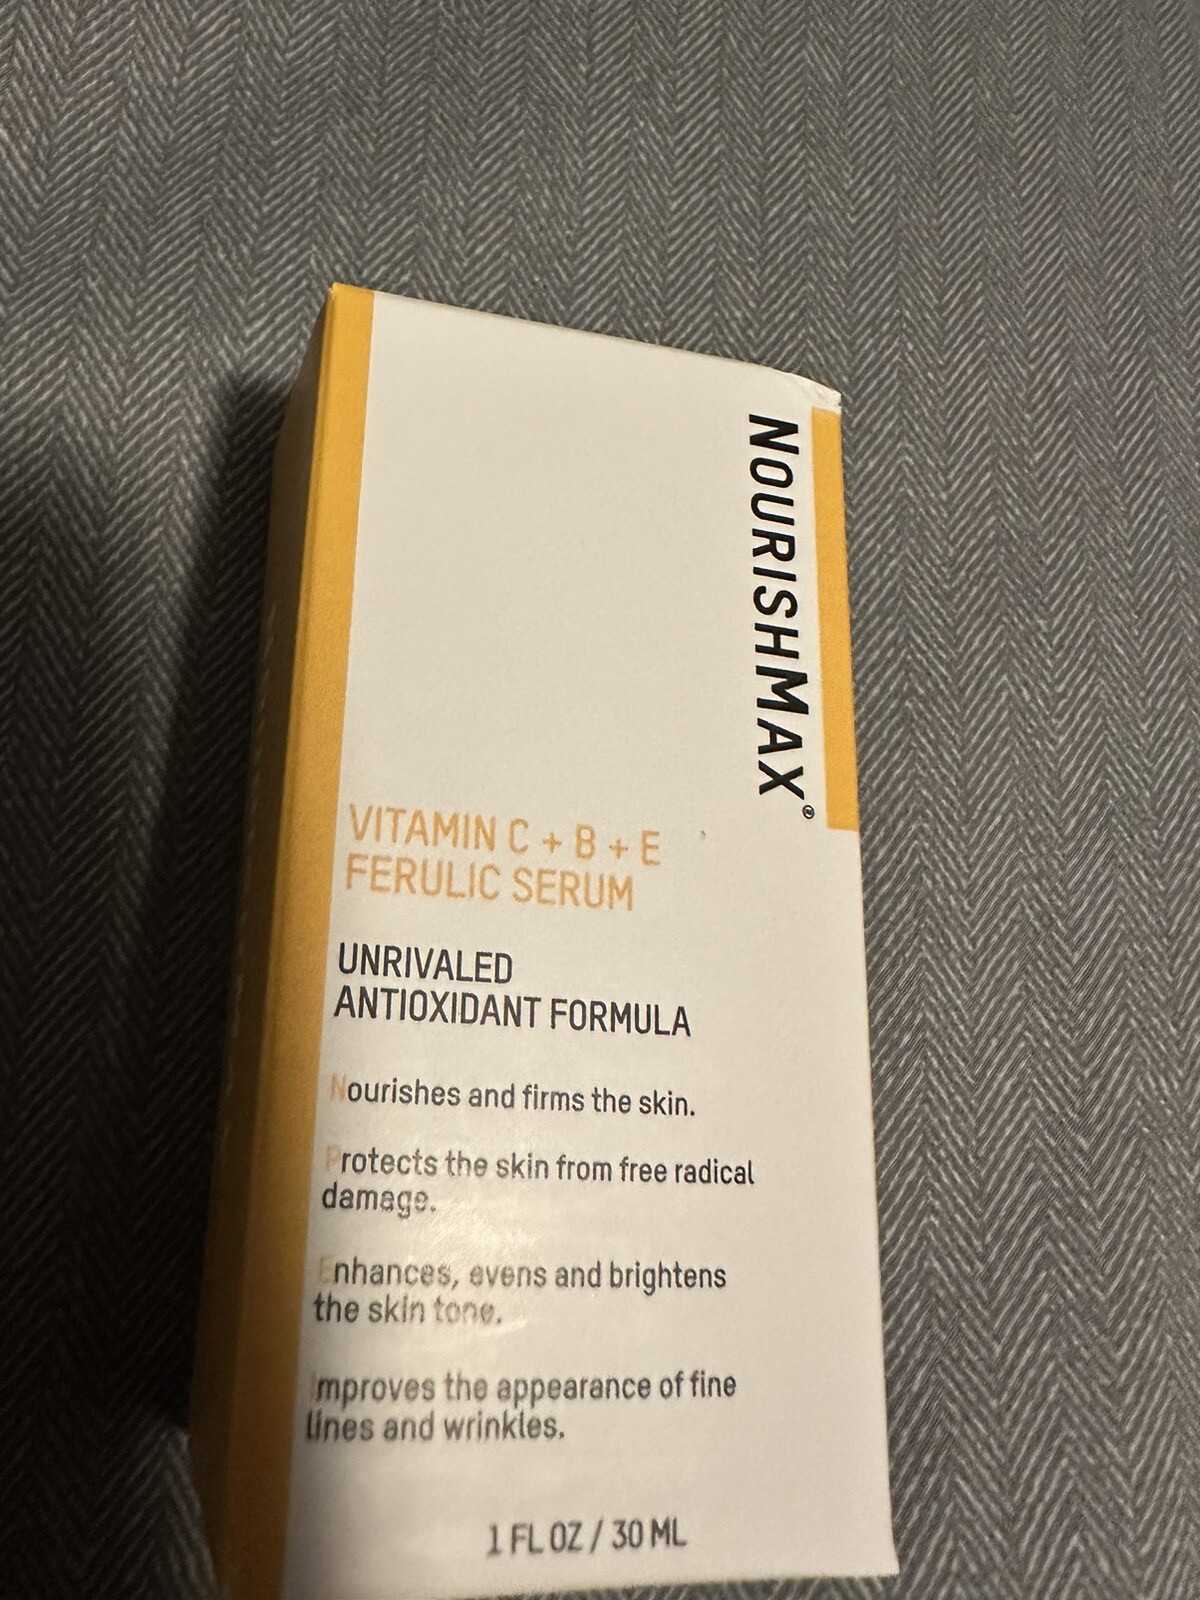 NOURISHMAX®
VITAMIN C + B + E
FERULIC SERUM
UNRIVALED
ANTIOXIDANT FORMULA
Nourishes and firms the skin.
Protects the skin from free radical
damage.
Enhances, evens and brightens
the skin tone.
Improves the appearance of fine
lines and wrinkles.
1 FL OZ / 30 ML